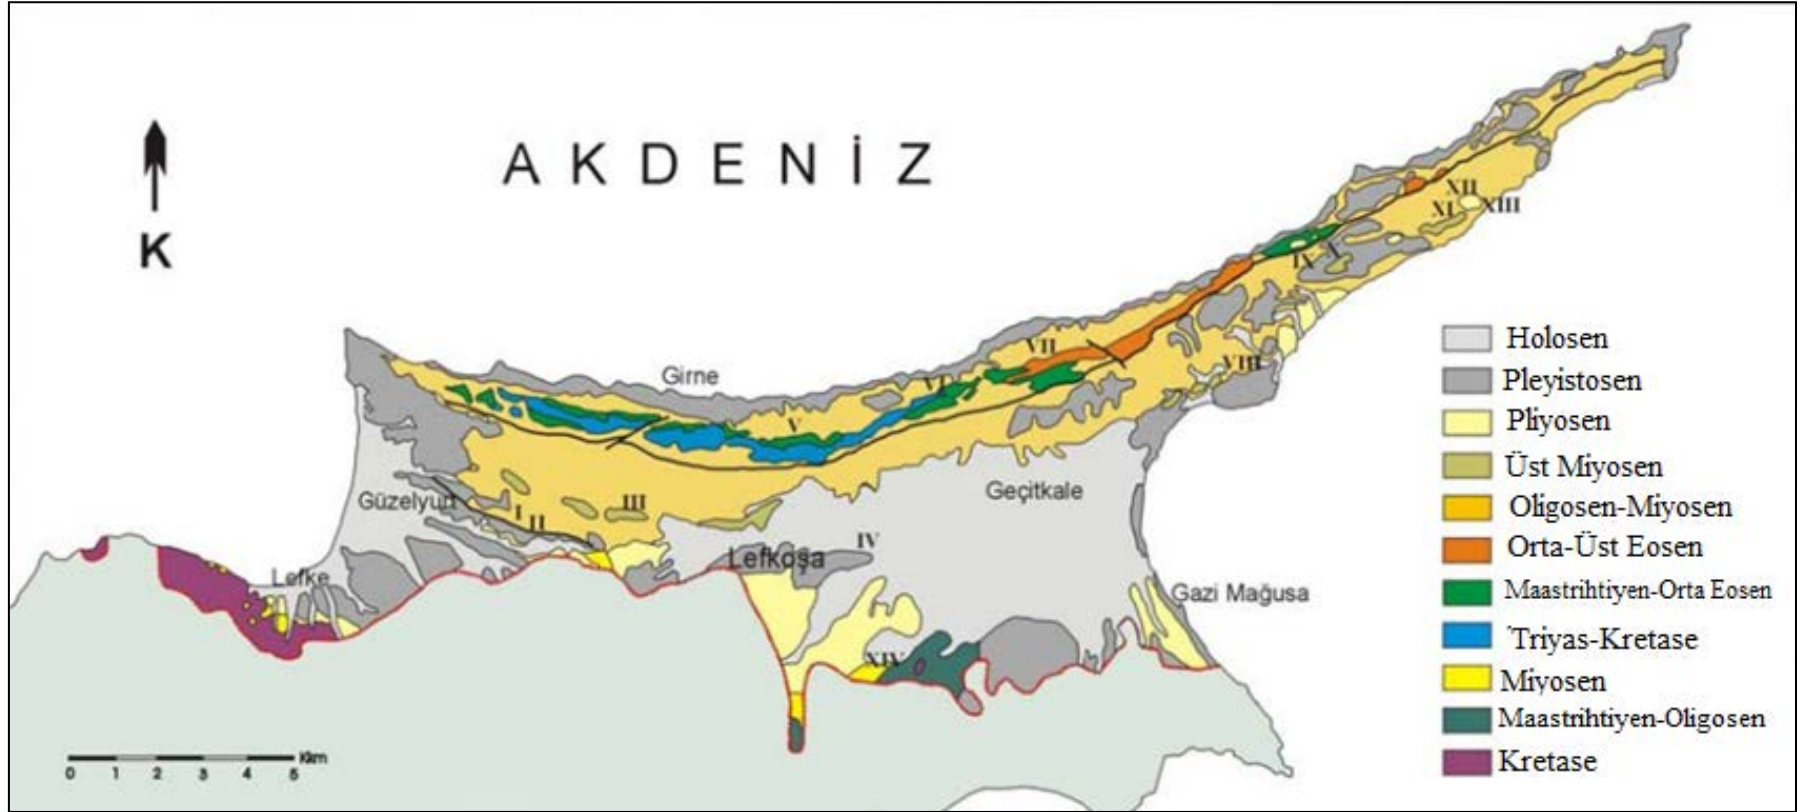 AKDENİZ
K
Girne
Güzelyurt
Lefke
Lefkoşa
Geçitkale
Gazi Mağusa
I
II
III
IV
V
VI
VII
VIII
IX
X
XI
XII
XIII
XIV
Holosen
Pleyistosen
Pliyosen
Üst Miyosen
Oligosen-Miyosen
Orta-Üst Eosen
Maastrihtiyen-Orta Eosen
Triyas-Kretase
Miyosen
Maastrihtiyen-Oligosen
Kretase
0 1 2 3 4 5 Km